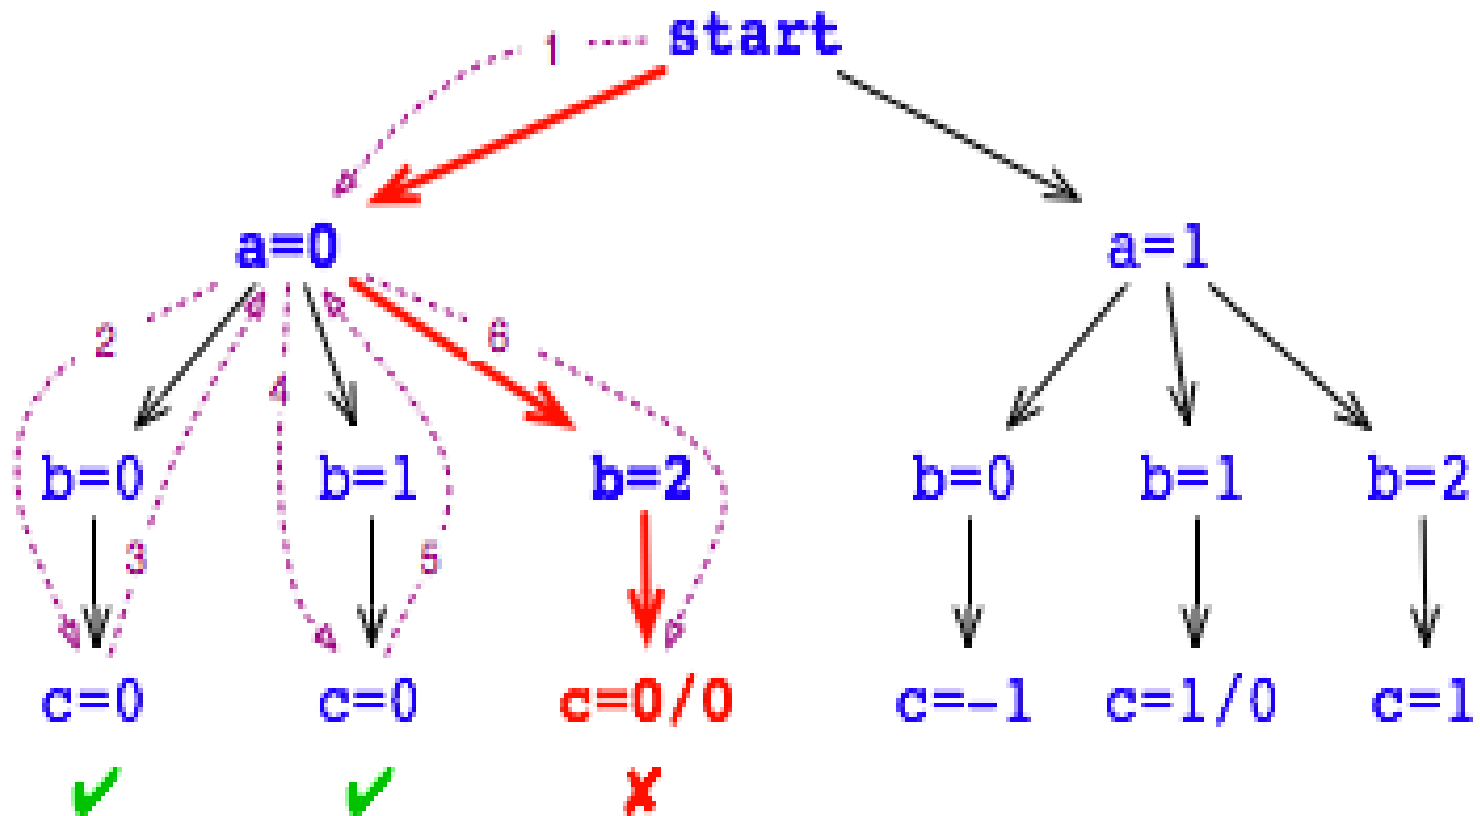 1 start
a=0 a=1
2 6
4
b=0 b=1 b=2 b=0 b=1 b=2
3 5
c=0 c=0 c=0/0 c=-1 c=1/0 c=1
✔ ✔ ✘